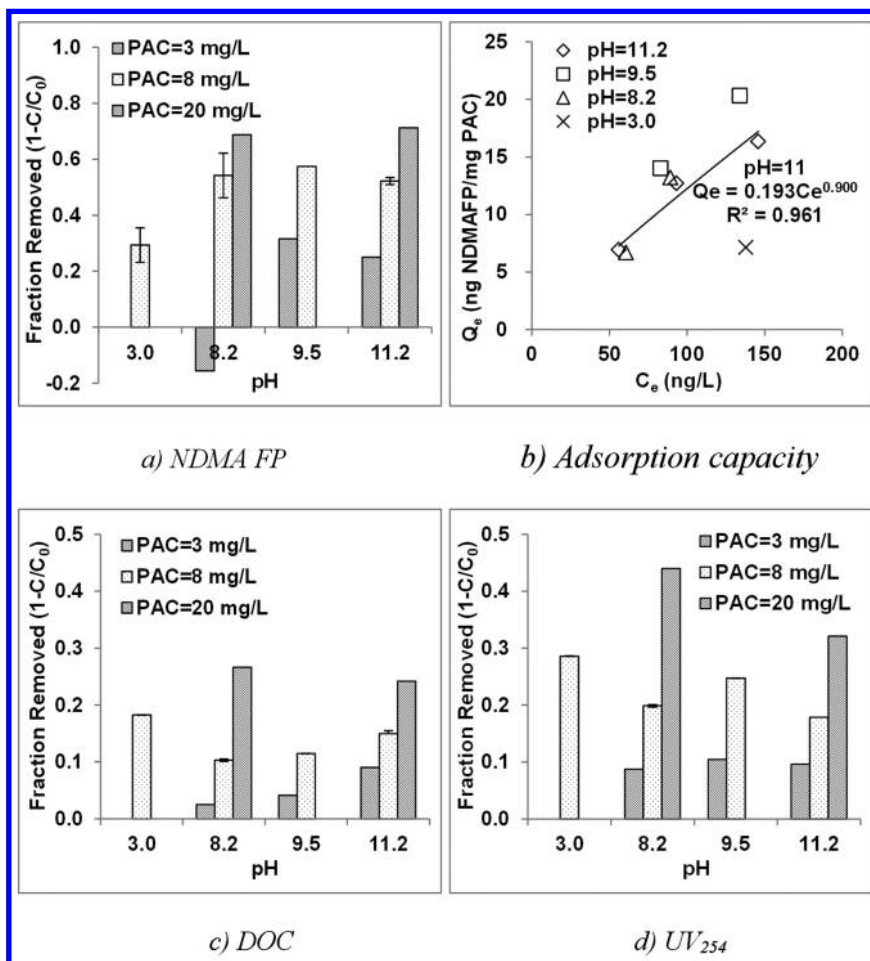 Fraction Removed (1-C/C0)
1.0
0.8
0.6
0.4
0.2
0.0
-0.2
PAC=3 mg/L
PAC=8 mg/L
PAC=20 mg/L
3.0
8.2
9.5
11.2
pH
a) NDMA FP
Qe (ng NDMAFP/mg PAC)
25
20
15
10
5
0
pH=11.2
pH=9.5
pH=8.2
pH=3.0
pH=11
Qe = 0.193Ce^0.900
R² = 0.961
0
50
100
150
200
Ce (ng/L)
b) Adsorption capacity
Fraction Removed (1-C/C0)
0.5
0.4
0.3
0.2
0.1
0.0
PAC=3 mg/L
PAC=8 mg/L
PAC=20 mg/L
3.0
8.2
9.5
11.2
pH
c) DOC
Fraction Removed (1-C/C0)
0.5
0.4
0.3
0.2
0.1
0.0
PAC=3 mg/L
PAC=8 mg/L
PAC=20 mg/L
3.0
8.2
9.5
11.2
pH
d) UV254